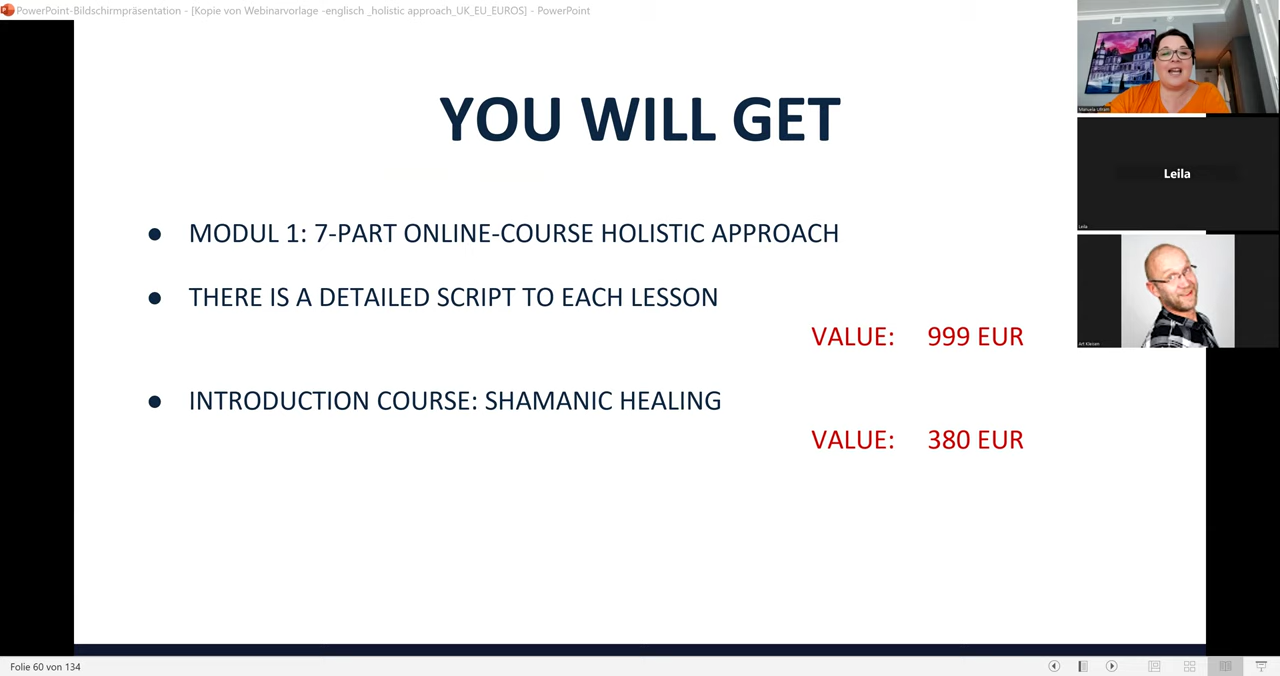 PowerPoint-Bildschirmpräsentation - [Kopie von Webinarvorlage -englisch _holistic approach_UK_EU_EUROS] - PowerPoint
YOU WILL GET
● MODUL 1: 7-PART ONLINE-COURSE HOLISTIC APPROACH
● THERE IS A DETAILED SCRIPT TO EACH LESSON
VALUE: 999 EUR
● INTRODUCTION COURSE: SHAMANIC HEALING
VALUE: 380 EUR
Leila
Leila
Folie 60 von 134